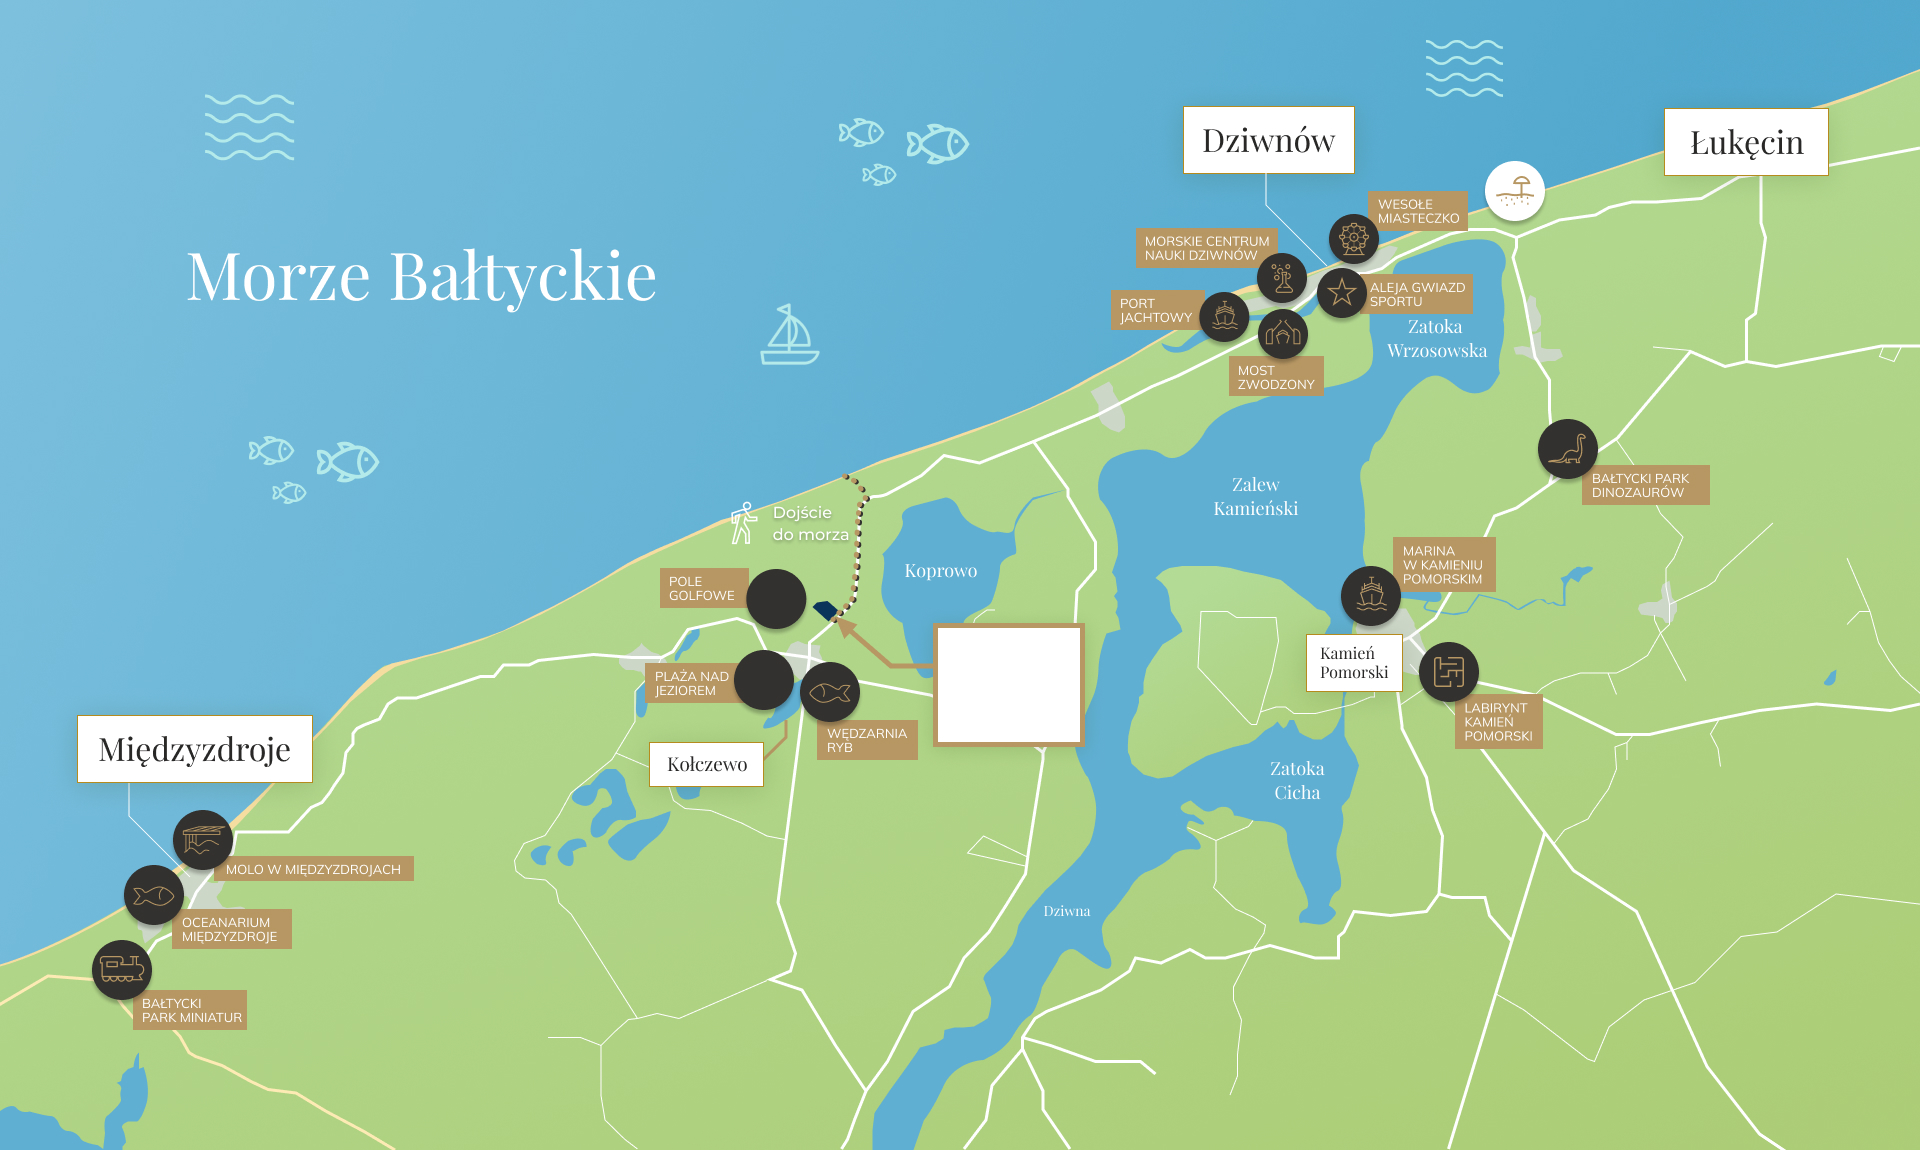 Morze Bałtyckie
Dziwnów
Łukęcin
WESOŁE
MIASTECZKO
MORSKIE CENTRUM
NAUKI DZIWNÓW
ALEJA GWIAZD
SPORTU
PORT
JACHTOWY
MOST
ZWODZONY
Zatoka
Wrzosowska
BAŁTYCKI PARK
DINOZAURÓW
Zalew
Kamieński
Dojście
do morza
Koprowo
POLE
GOLFOWE
MARINA
W KAMIENIU
POMORSKIM
Kamień
Pomorski
PLAŻA NAD
JEZIOREM
WĘDZARNIA
RYB
LABIRYNT
KAMIEŃ
POMORSKI
Międzyzdroje
Kołczewo
Zatoka
Cicha
MOLO W MIĘDZYZDROJACH
OCEANARIUM
MIĘDZYZDROJE
Dziwna
BAŁTYCKI
PARK MINIATUR